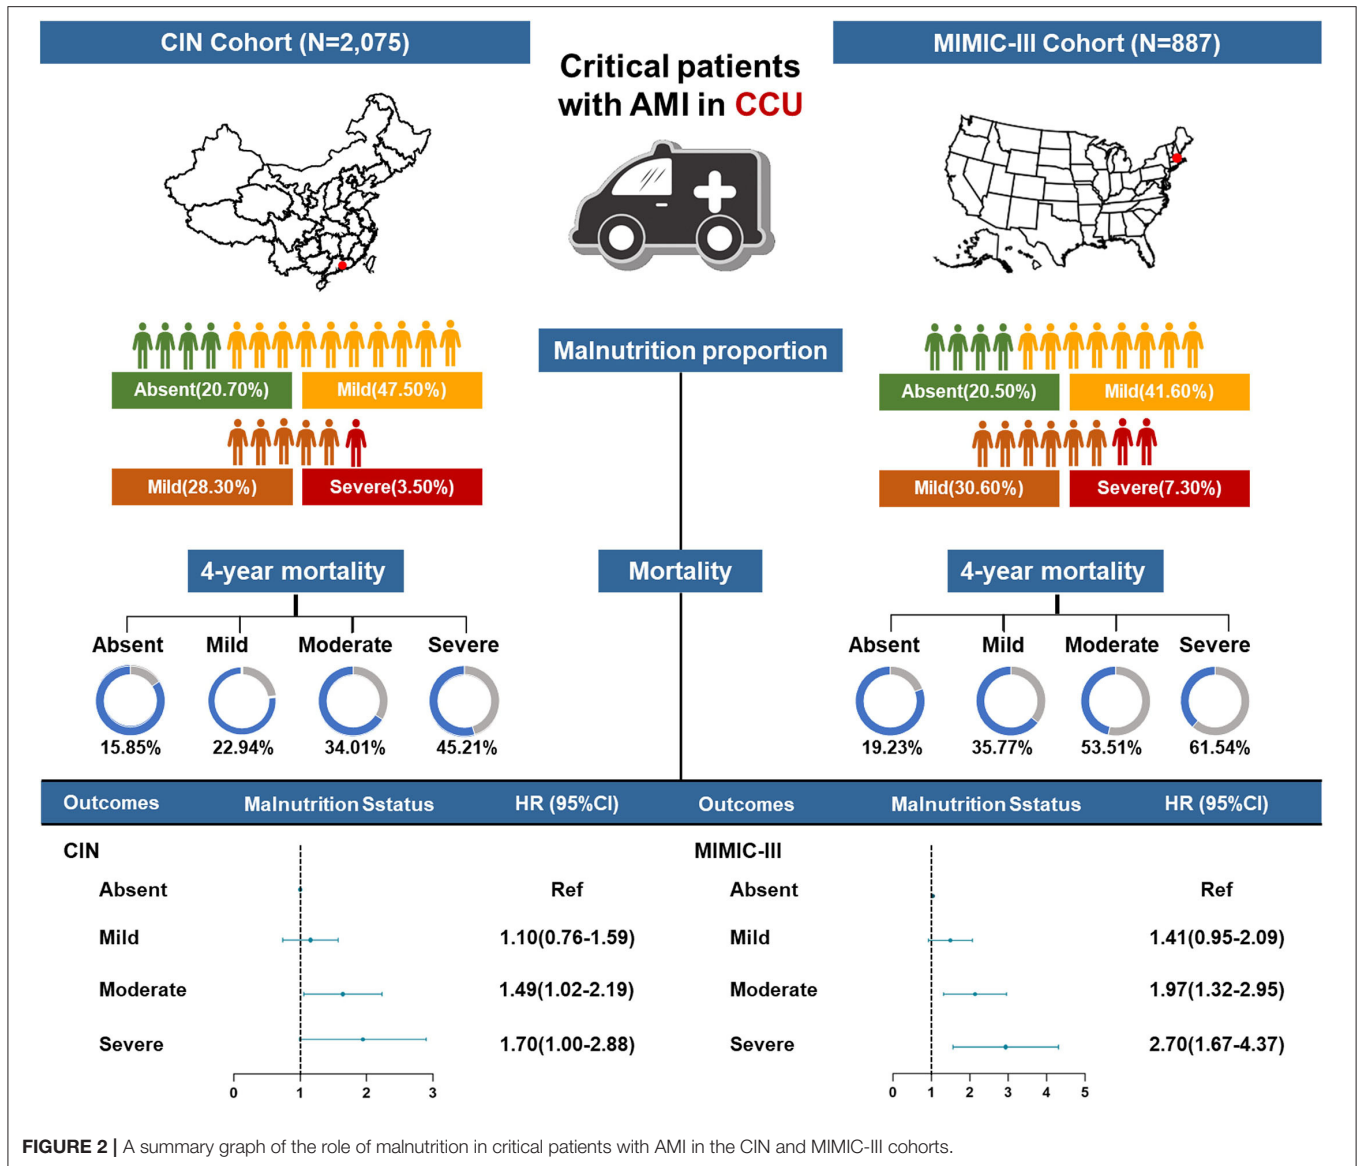 CIN Cohort (N=2,075)
MIMIC-III Cohort (N=887)
Critical patients
with AMI in CCU
Malnutrition proportion
Absent(20.70%)
Mild(47.50%)
Mild(28.30%)
Severe(3.50%)
Absent(20.50%)
Mild(41.60%)
Mild(30.60%)
Severe(7.30%)
Mortality
4-year mortality
Absent Mild Moderate Severe
15.85% 22.94% 34.01% 45.21%
4-year mortality
Absent Mild Moderate Severe
19.23% 35.77% 53.51% 61.54%
Outcomes Malnutrition Sstatus HR (95%CI)
CIN
Absent Ref
Mild 1.10(0.76-1.59)
Moderate 1.49(1.02-2.19)
Severe 1.70(1.00-2.88)
0 1 2 3
Outcomes Malnutrition Sstatus HR (95%CI)
MIMIC-III
Absent Ref
Mild 1.41(0.95-2.09)
Moderate 1.97(1.32-2.95)
Severe 2.70(1.67-4.37)
0 1 2 3 4 5
FIGURE 2 | A summary graph of the role of malnutrition in critical patients with AMI in the CIN and MIMIC-III cohorts.